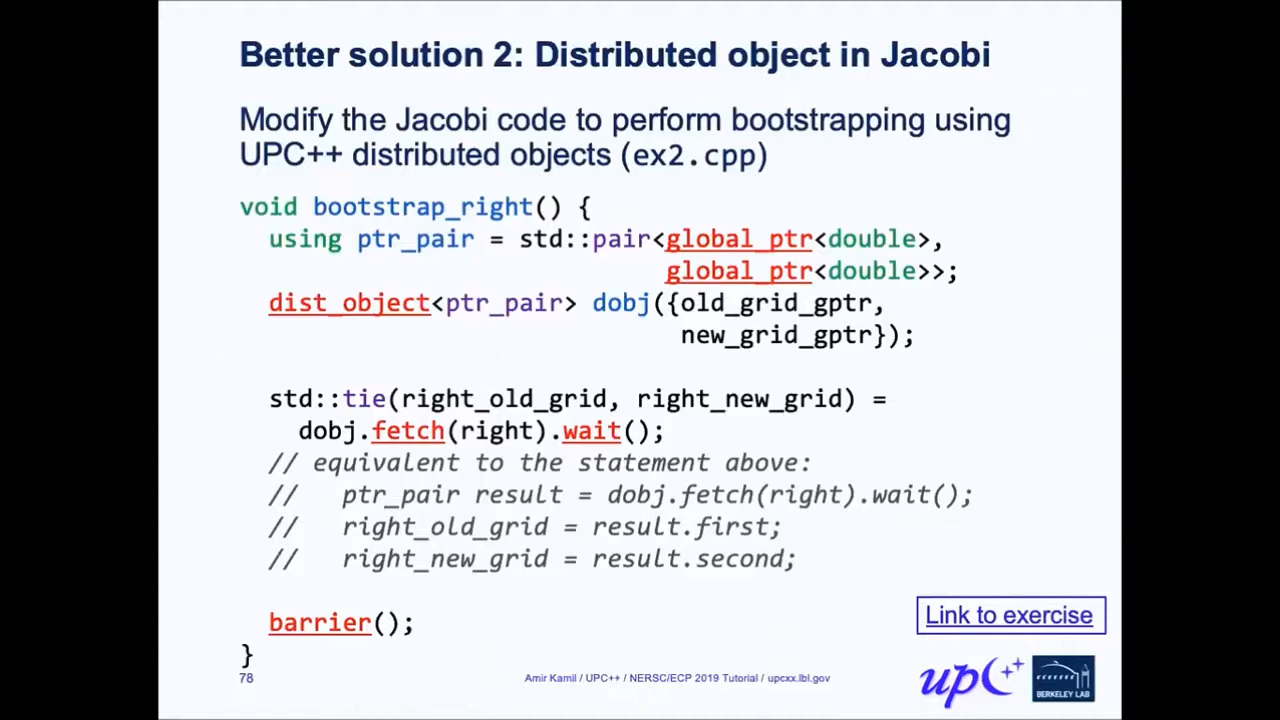 Better solution 2: Distributed object in Jacobi
Modify the Jacobi code to perform bootstrapping using
UPC++ distributed objects (ex2.cpp)
void bootstrap_right() {
using ptr_pair = std::pair<global_ptr<double>,
global_ptr<double>>;
dist_object<ptr_pair> dobj({old_grid_gptr,
new_grid_gptr});
std::tie(right_old_grid, right_new_grid) =
dobj.fetch(right).wait();
// equivalent to the statement above:
//   ptr_pair result = dobj.fetch(right).wait();
//   right_old_grid = result.first;
//   right_new_grid = result.second;
barrier();
}
Link to exercise
78
Amir Kamil / UPC++ / NERSC/ECP 2019 Tutorial / upcxx.lbl.gov
upC++
BERKELEY LAB